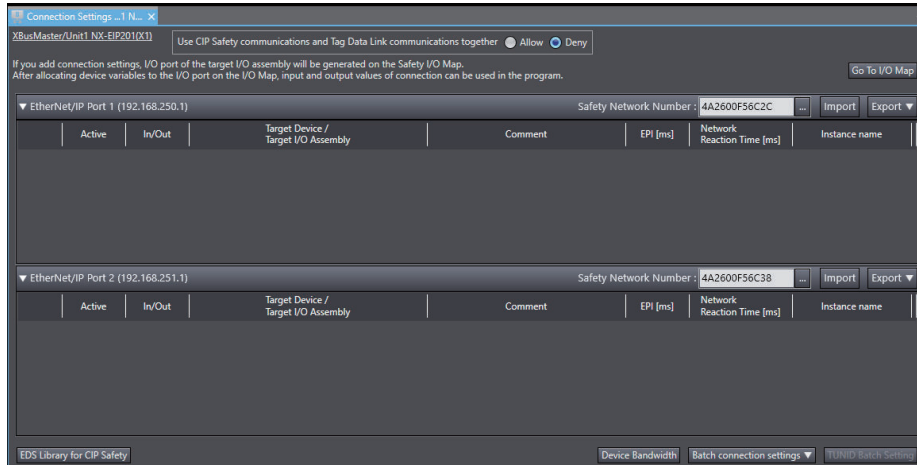 Connection Settings ...1 N... X
XBusMaster/Unit1 NX-EIP201(X1)
Use CIP Safety communications and Tag Data Link communications together Allow Deny
If you add connection settings, I/O port of the target I/O assembly will be generated on the Safety I/O Map.
After allocating device variables to the I/O port on the I/O Map, input and output values of connection can be used in the program.
Go To I/O Map
▼ EtherNet/IP Port 1 (192.168.250.1) Safety Network Number : 4A2600F56C2C ... Import Export ▼
Active In/Out Target Device / Target I/O Assembly Comment EPI [ms] Network Reaction Time [ms] Instance name
▼ EtherNet/IP Port 2 (192.168.251.1) Safety Network Number : 4A2600F56C38 ... Import Export ▼
Active In/Out Target Device / Target I/O Assembly Comment EPI [ms] Network Reaction Time [ms] Instance name
EDS Library for CIP Safety Device Bandwidth Batch connection settings ▼ TUNID Batch Setting